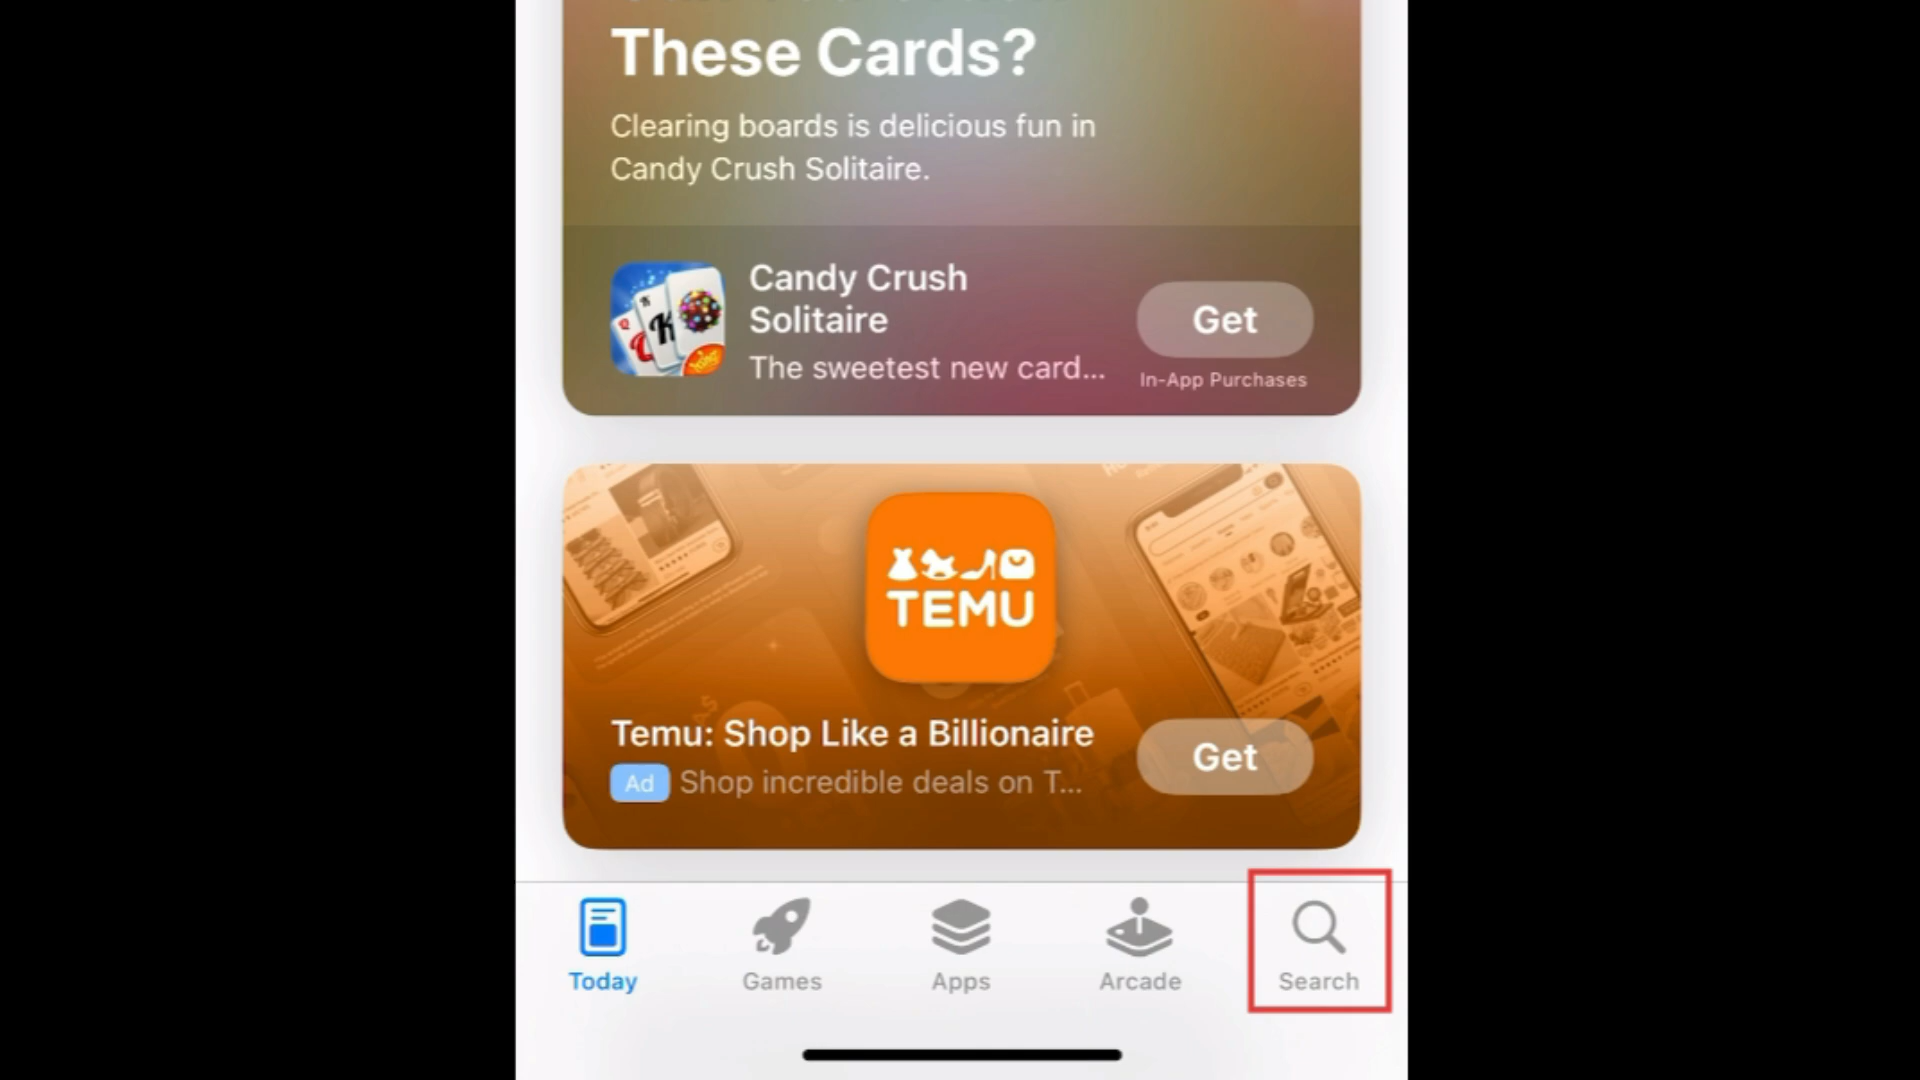 These Cards?
Clearing boards is delicious fun in
Candy Crush Solitaire.
Candy Crush
Solitaire
The sweetest new card...
Get
In-App Purchases
TEMU
Temu: Shop Like a Billionaire
Ad Shop incredible deals on T...
Get
Today
Games
Apps
Arcade
Search